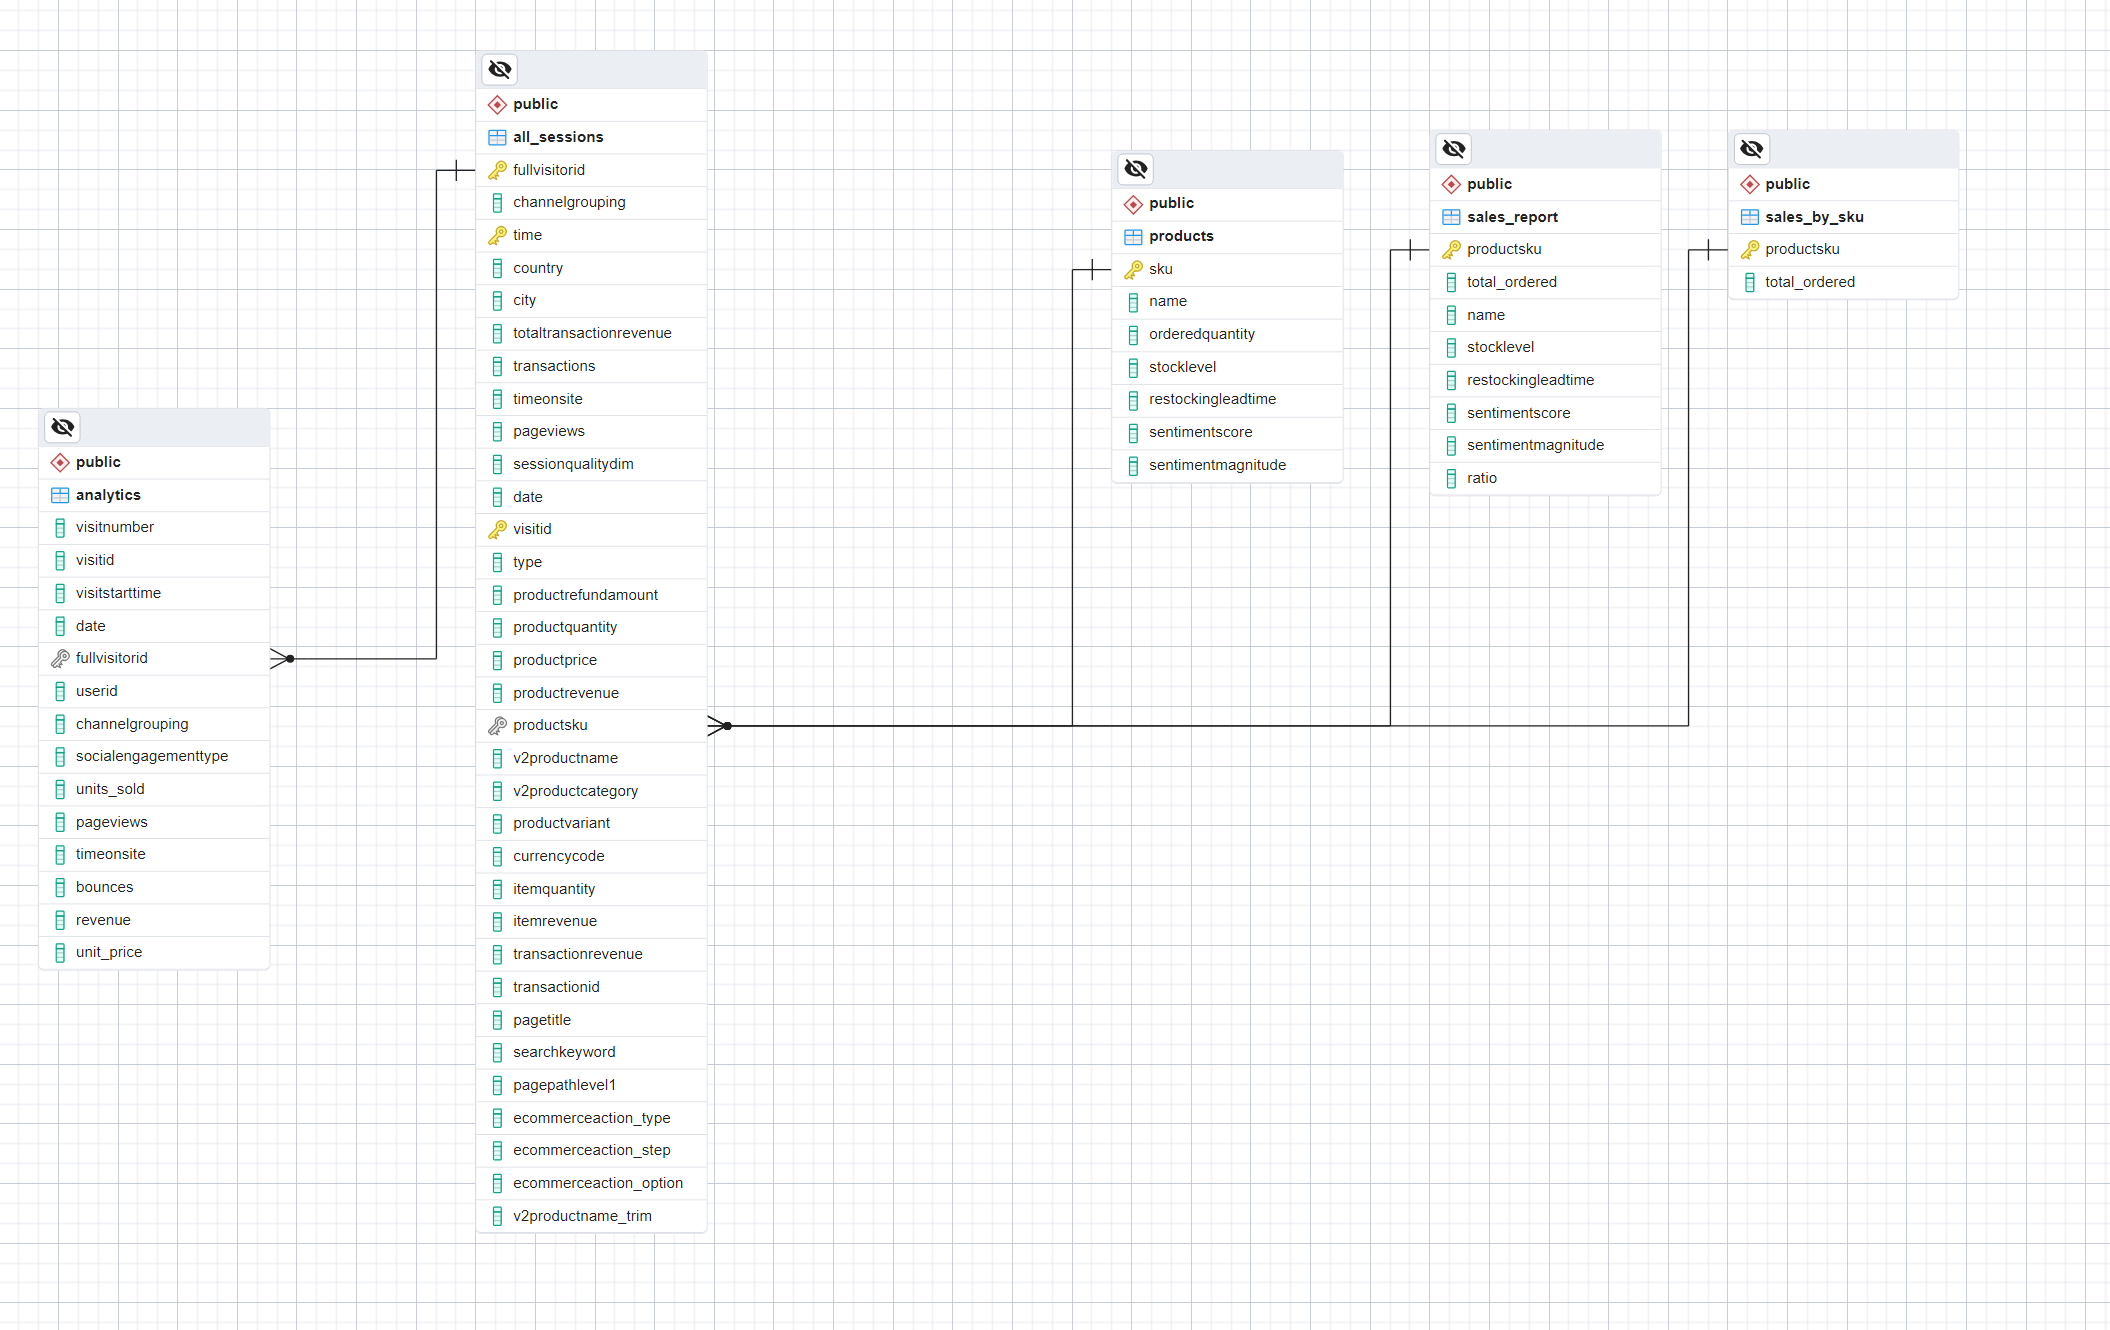 public
all_sessions
fullvisitorid
channelgrouping
time
country
city
totaltransactionrevenue
transactions
timeonsite
pageviews
sessionqualitydim
date
visitid
type
productrefundamount
productquantity
productprice
productrevenue
productsku
v2productname
v2productcategory
productvariant
currencycode
itemquantity
itemrevenue
transactionrevenue
transactionid
pagetitle
searchkeyword
pagepathlevel1
ecommerceaction_type
ecommerceaction_step
ecommerceaction_option
v2productname_trim
public
analytics
visitnumber
visitid
visitstarttime
date
fullvisitorid
userid
channelgrouping
socialengagementtype
units_sold
pageviews
timeonsite
bounces
revenue
unit_price
public
products
sku
name
orderedquantity
stocklevel
restockingleadtime
sentimentscore
sentimentmagnitude
public
sales_report
productsku
total_ordered
name
stocklevel
restockingleadtime
sentimentscore
sentimentmagnitude
ratio
public
sales_by_sku
productsku
total_ordered